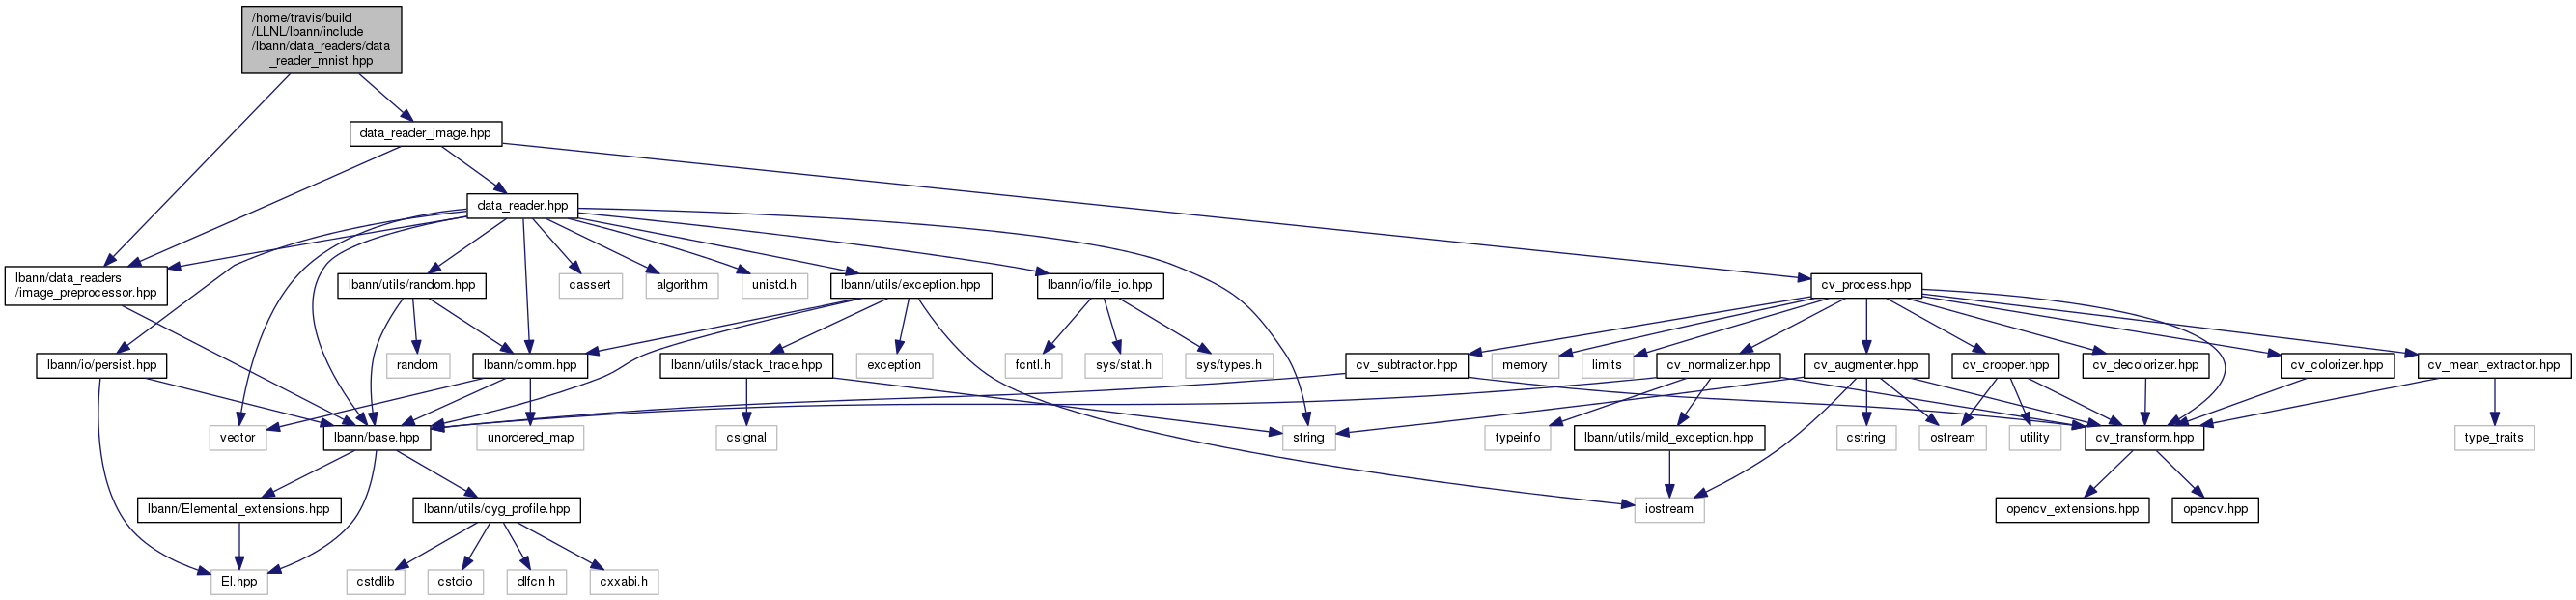 /home/travis/build
/LLNL/lbann/include
/lbann/data_readers/data
_reader_mnist.hpp
data_reader_image.hpp
data_reader.hpp
lbann/data_readers
/image_preprocessor.hpp
lbann/utils/random.hpp
cassert
algorithm
unistd.h
lbann/utils/exception.hpp
lbann/io/file_io.hpp
cv_process.hpp
lbann/io/persist.hpp
random
lbann/comm.hpp
lbann/utils/stack_trace.hpp
exception
fcntl.h
sys/stat.h
sys/types.h
cv_subtractor.hpp
memory
limits
cv_normalizer.hpp
cv_augmenter.hpp
cv_cropper.hpp
cv_decolorizer.hpp
cv_colorizer.hpp
cv_mean_extractor.hpp
vector
lbann/base.hpp
unordered_map
csignal
string
typeinfo
lbann/utils/mild_exception.hpp
cstring
ostream
utility
cv_transform.hpp
type_traits
lbann/Elemental_extensions.hpp
lbann/utils/cyg_profile.hpp
iostream
opencv_extensions.hpp
opencv.hpp
El.hpp
cstdlib
cstdio
dlfcn.h
cxxabi.h